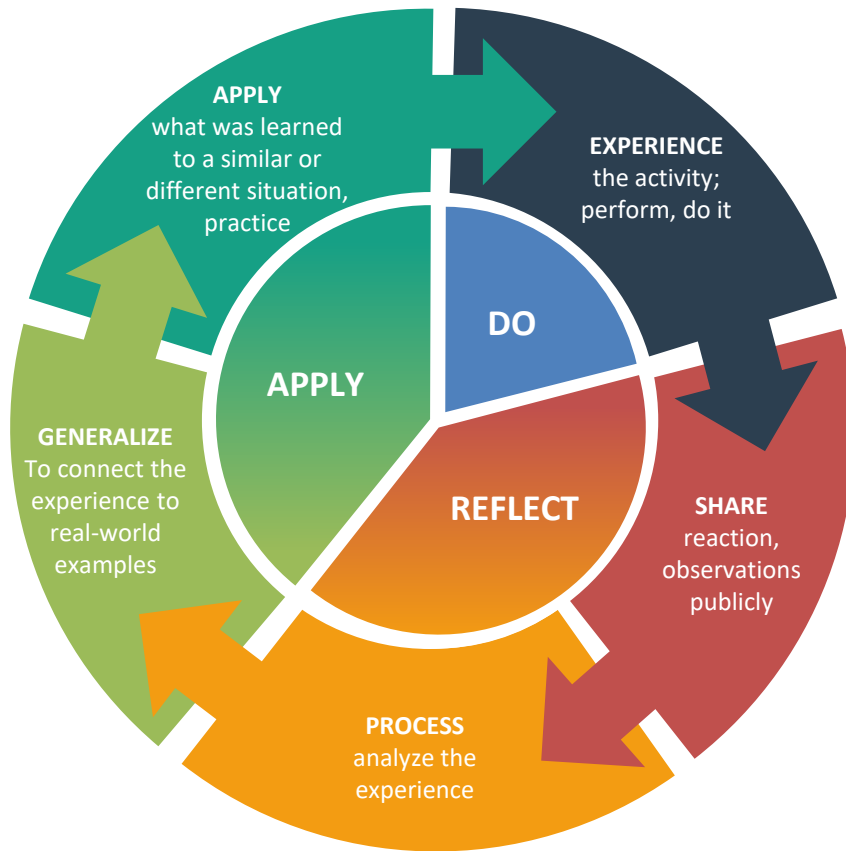 APPLY
what was learned
to a similar or
different situation,
practice
EXPERIENCE
the activity;
perform, do it
DO
APPLY
REFLECT
GENERALIZE
To connect the
experience to
real-world
examples
SHARE
reaction,
observations
publicly
PROCESS
analyze the
experience